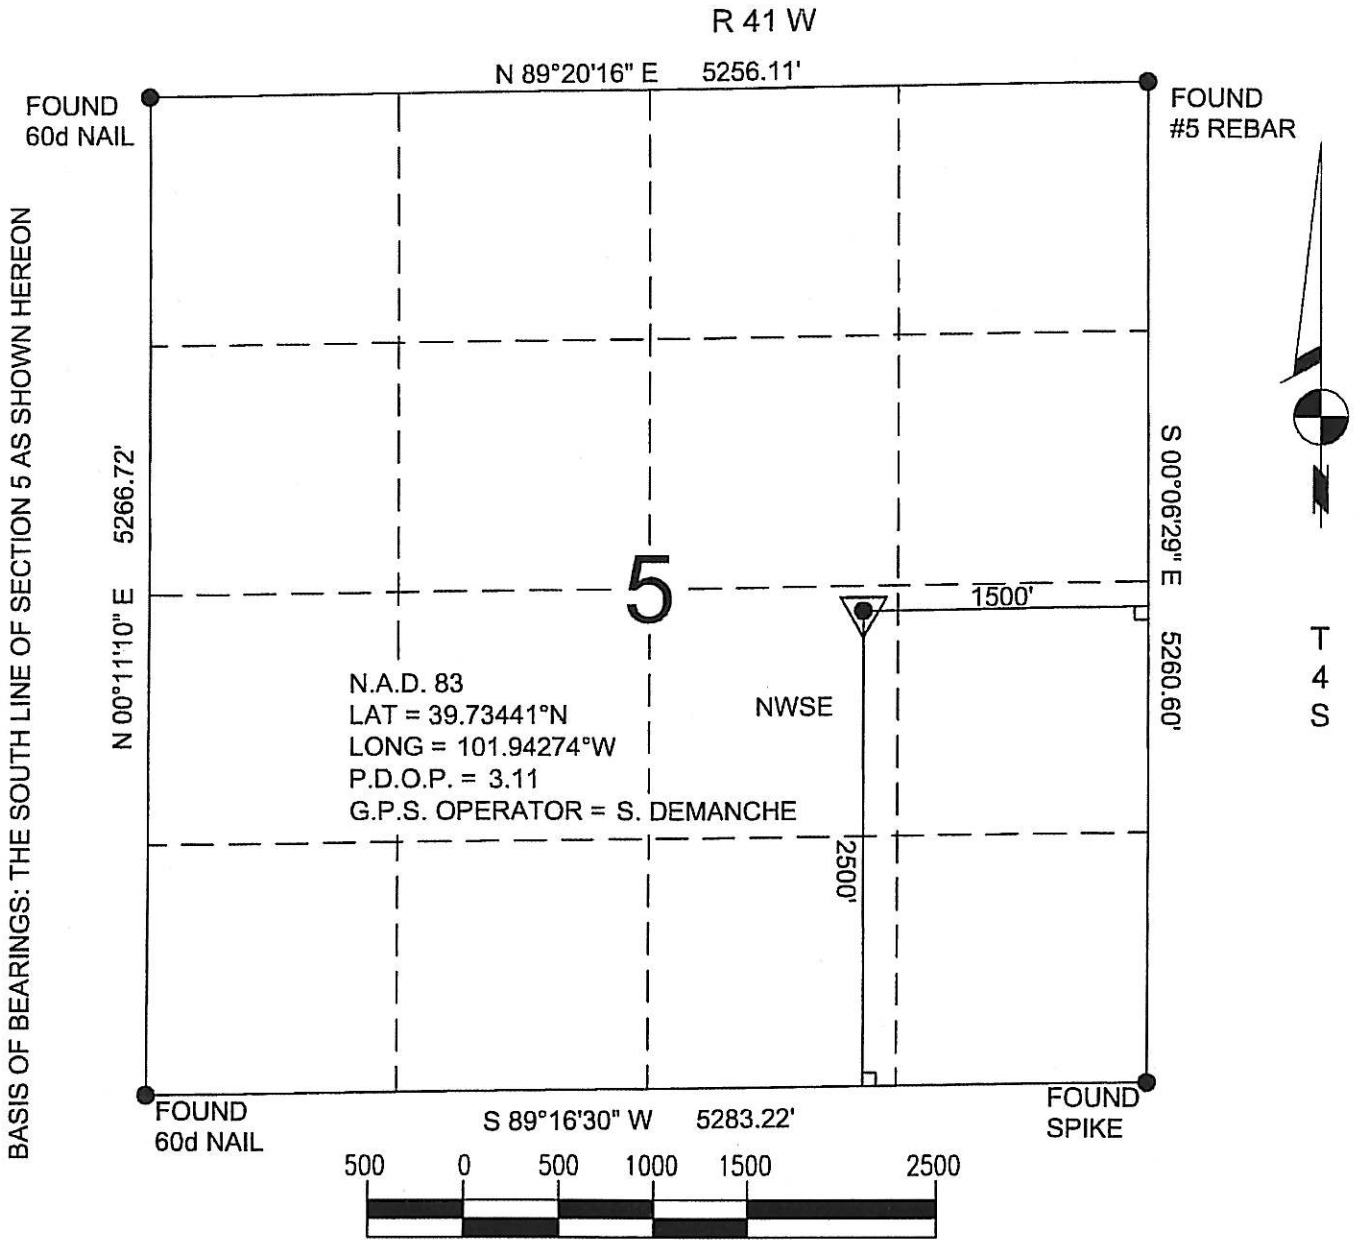 R 41 W
N 89°20'16" E 5256.11'
FOUND
60d NAIL
FOUND
#5 REBAR
BASIS OF BEARINGS: THE SOUTH LINE OF SECTION 5 AS SHOWN HEREON
N 00°11'10" E 5266.72'
S 00°06'29" E 5260.60'
N
T
4
S
5
1500'
N.A.D. 83
LAT = 39.73441°N
LONG = 101.94274°W
P.D.O.P. = 3.11
G.P.S. OPERATOR = S. DEMANCHE
NWSE
2500'
FOUND
60d NAIL
S 89°16'30" W 5283.22'
FOUND
SPIKE
500 0 500 1000 1500 2500